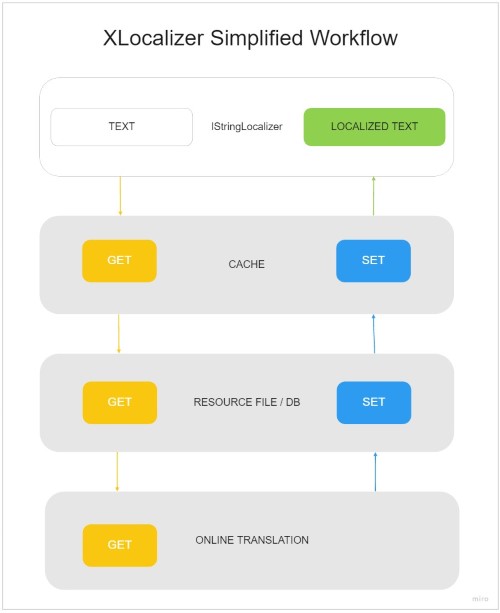 XLocalizer Simplified Workflow
TEXT
IStringLocalizer
LOCALIZED TEXT
GET
CACHE
SET
GET
RESOURCE FILE / DB
SET
GET
ONLINE TRANSLATION
miro